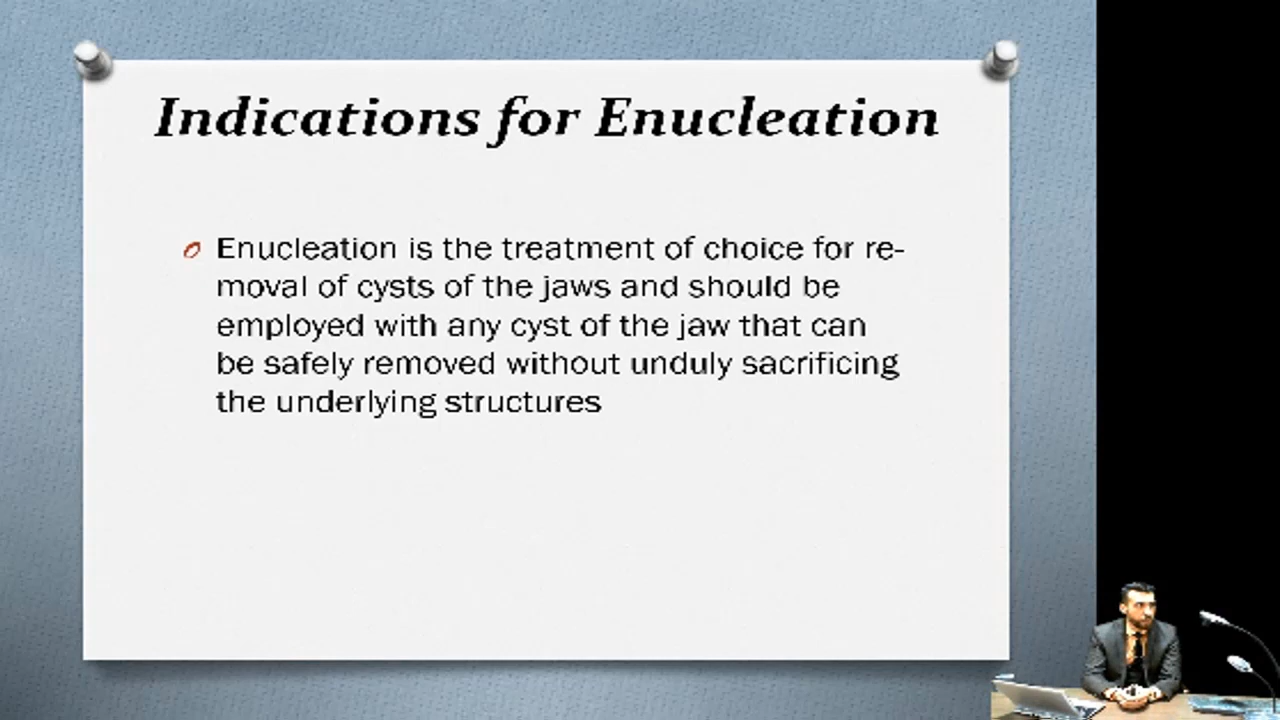 Indications for Enucleation
Enucleation is the treatment of choice for re-
moval of cysts of the jaws and should be
employed with any cyst of the jaw that can
be safely removed without unduly sacrificing
the underlying structures